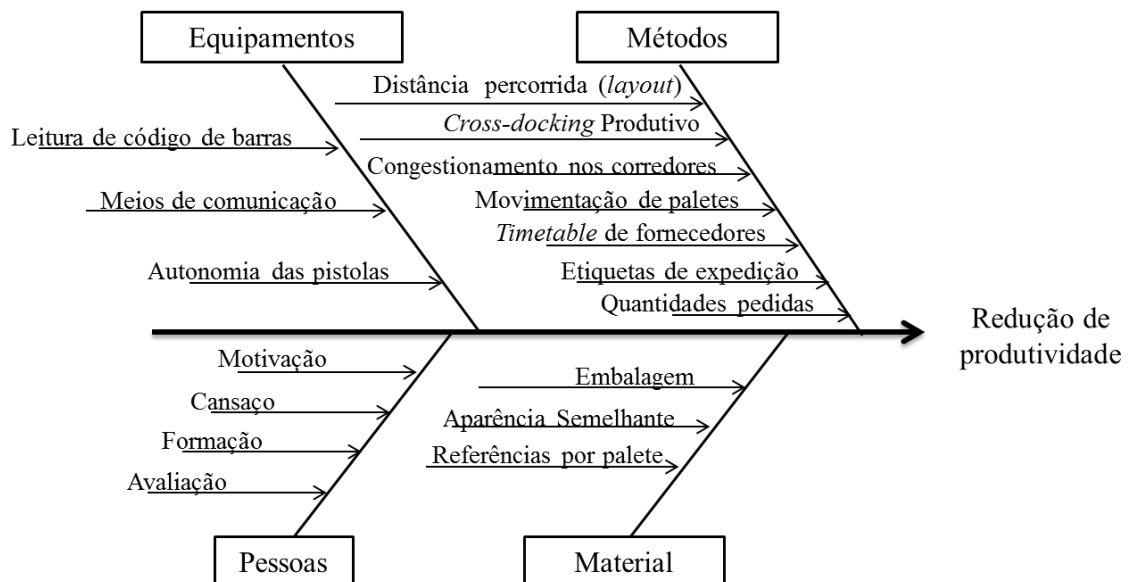 Equipamentos
Métodos
Distância percorrida (layout)
Leitura de código de barras
Cross-docking Produtivo
Congestionamento nos corredores
Meios de comunicação
Movimentação de paletes
Timetable de fornecedores
Autonomia das pistolas
Etiquetas de expedição
Quantidades pedidas
Redução de
produtividade
Motivação
Cansaço
Formação
Avaliação
Embalagem
Aparência Semelhante
Referências por palete
Pessoas
Material